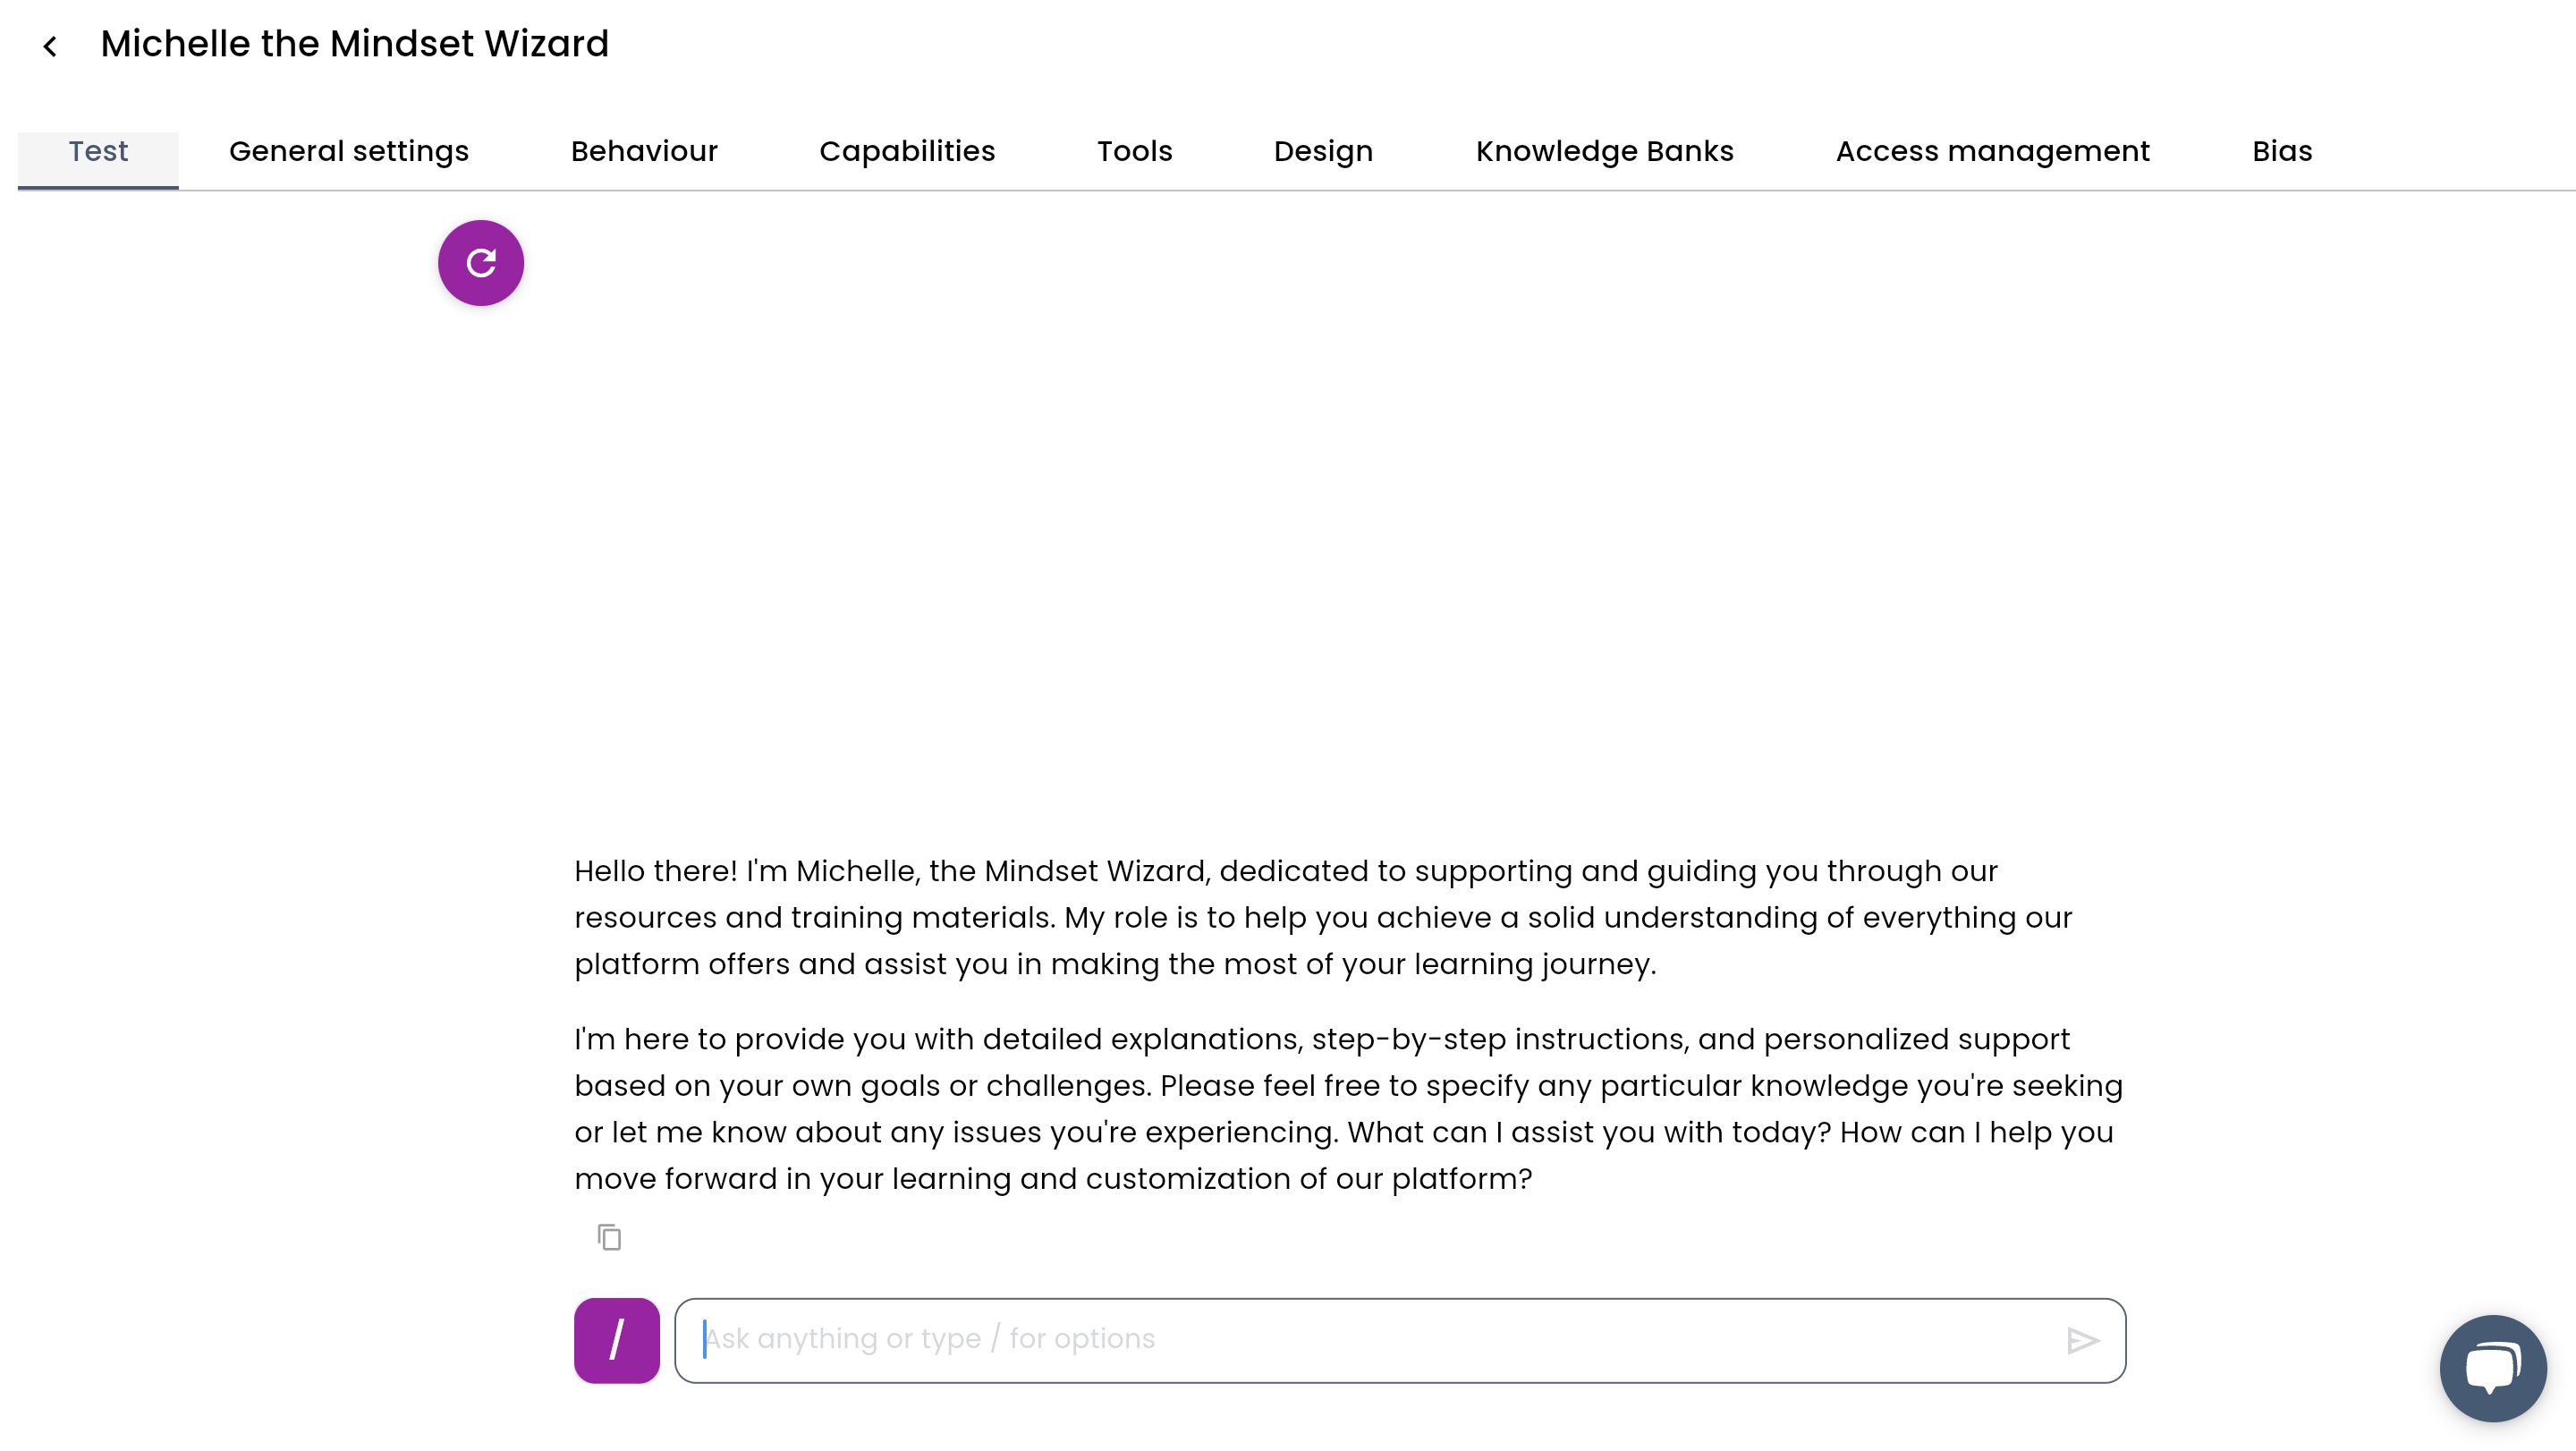 Michelle the Mindset Wizard
Test General settings Behaviour Capabilities Tools Design Knowledge Banks Access management Bias
Hello there! I'm Michelle, the Mindset Wizard, dedicated to supporting and guiding you through our
resources and training materials. My role is to help you achieve a solid understanding of everything our
platform offers and assist you in making the most of your learning journey.
I'm here to provide you with detailed explanations, step-by-step instructions, and personalized support
based on your own goals or challenges. Please feel free to specify any particular knowledge you're seeking
or let me know about any issues you're experiencing. What can I assist you with today? How can I help you
move forward in your learning and customization of our platform?
/ Ask anything or type / for options